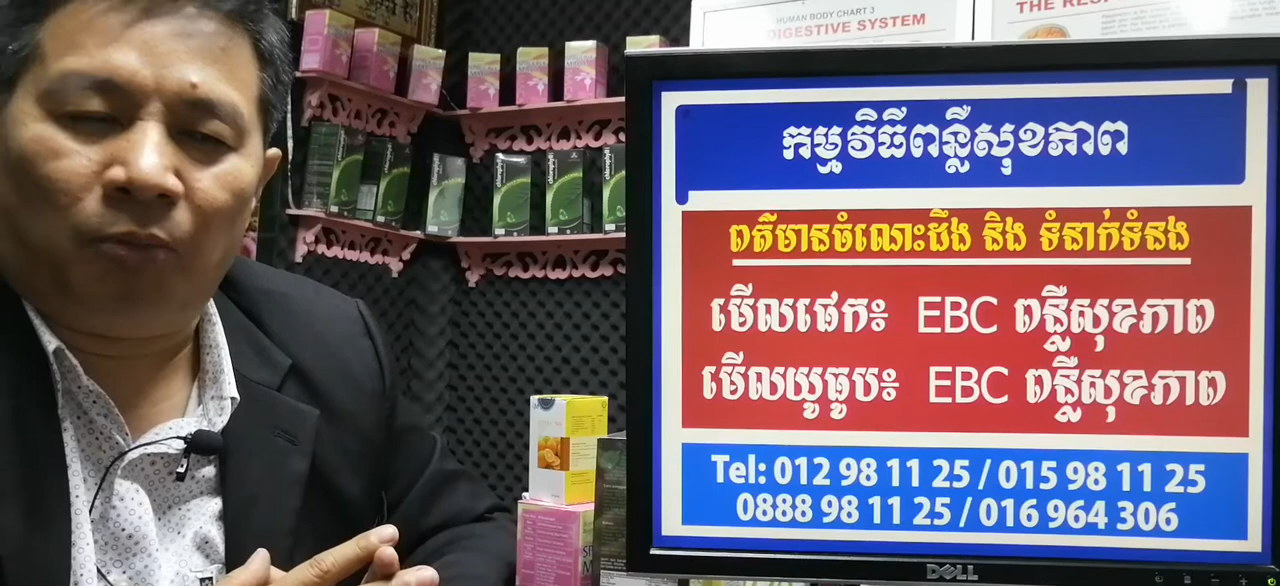 HUMAN BODY CHART 3
DIGESTIVE SYSTEM
THE
កម្មវិធីពន្លឺសុខភាព
ពត៌មានចំណេះដឹង និង ទំនាក់ទំនង
មើលផេក៖ EBC ពន្លឺសុខភាព
មើលយូធូប៖ EBC ពន្លឺសុខភាព
Tel: 012 98 11 25 / 015 98 11 25
0888 98 11 25 / 016 964 306
DELL
chlorophyll
chlorophyll
chlorophyll
chlorophyll